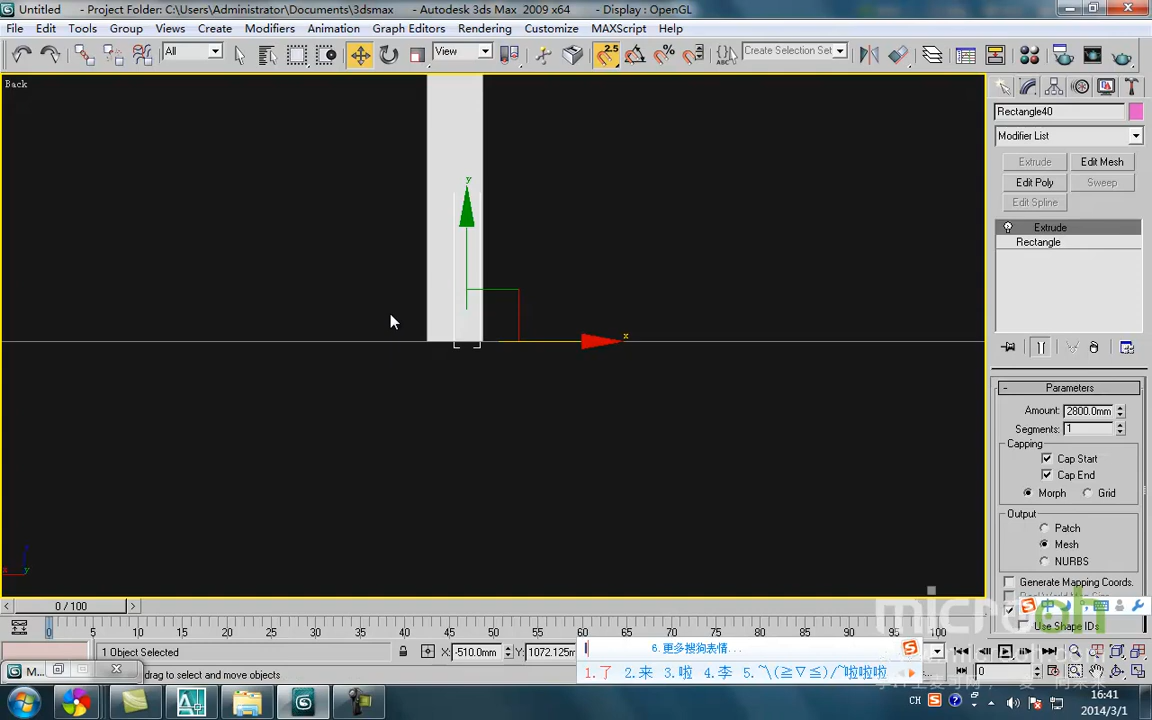 Untitled - Project Folder: C:\Users\Administrator\Documents\3dsmax - Autodesk 3ds Max 2009 x64 - Display : OpenGL
File Edit Tools Group Views Create Modifiers Animation Graph Editors Rendering Customize MAXScript Help
All View 2.5 ABC Create Selection Set
Back
Rectangle40
Modifier List
Extrude Edit Mesh
Edit Poly Sweep
Edit Spline
Extrude
Rectangle
y
x
- Parameters
Amount: 2800.0mm
Segments: 1
Capping
Cap Start
Cap End
Morph Grid
Output
Patch
Mesh
NURBS
Generate Mapping Coords.
Use Shape IDs
x y
中
0 / 100
0 5 10 15 20 25 30 35 40 45 50 55 60 65 70 75 80 85 90 95 100
1 Object Selected X: -510.0mm Y: 1072.125m
l 6.更多搜狗表情...
1.了 2.来 3.啦 4.李 5.~\(≧▽≦)/~啦啦啦
0
M... drag to select and move objects
CH
16:41
2014/3/1